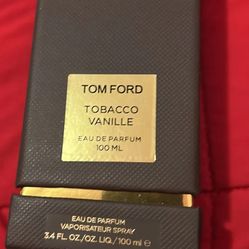 TOM FORD
TOBACCO
VANILLE
EAU DE PARFUM
100 ML
EAU DE PARFUM
VAPORISATEUR SPRAY
3.4 FL.OZ./OZ. LIQ./100 ml ℮